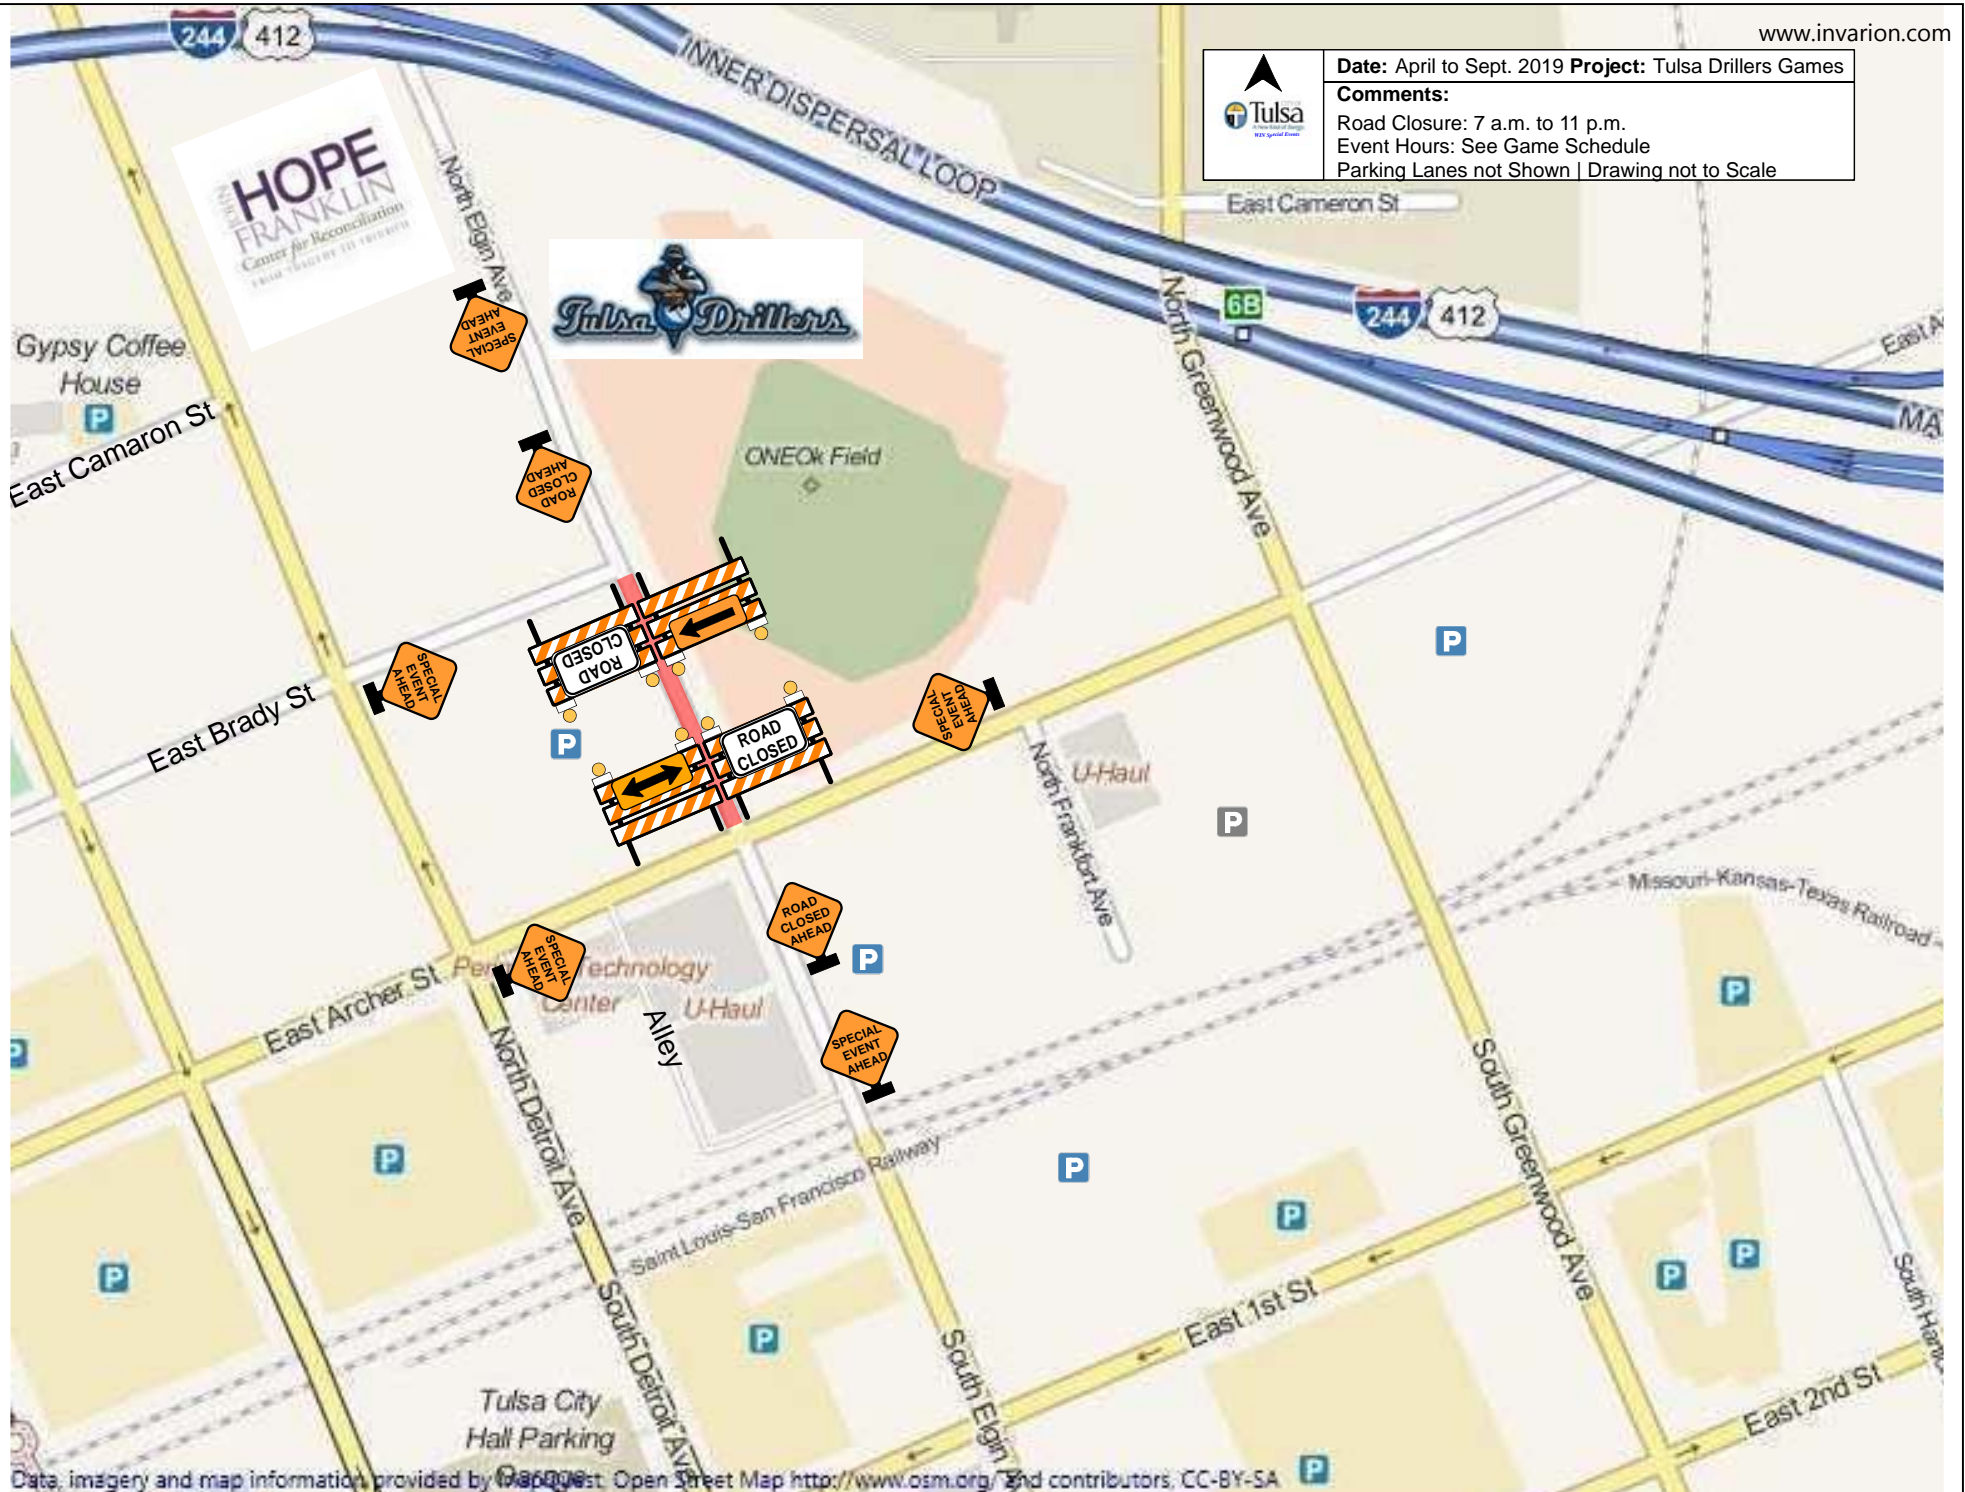 www.invarion.com
244 412
INNER DISPERSAL LOOP
Date: April to Sept. 2019 Project: Tulsa Drillers Games
Comments:
Road Closure: 7 a.m. to 11 p.m.
Event Hours: See Game Schedule
Parking Lanes not Shown | Drawing not to Scale
Tulsa
East Cameron St
JOHN
HOPE
FRANKLIN
Center for Reconciliation
FROM TRAGEDY TO TRIUMPH
North Elgin Ave
Tulsa Drillers
SPECIAL
EVENT
AHEAD
6B
244 412
East A
MA
Gypsy Coffee
House
P
East Camaron St
ONEOk Field
North Greenwood Ave
ROAD
CLOSED
AHEAD
ROAD
CLOSED
SPECIAL
EVENT
AHEAD
P
East Brady St
P
SPECIAL
EVENT
AHEAD
ROAD
CLOSED
U-Haul
North Frankfort Ave
P
Missouri-Kansas-Texas Railroad
ROAD
CLOSED
AHEAD
P
SPECIAL
EVENT
AHEAD
Technology
Center
U-Haul
Alley
East Archer St
P
P
SPECIAL
EVENT
AHEAD
North Detroit Ave
South Greenwood Ave
P
P
Saint Louis-San Francisco Railway
P
P
P
P
P
South Detroit Ave
P
South Elgin
East 1st St
South Har
East 2nd St
Tulsa City
Hall Parking
P
Data, imagery and map information provided by MapQuest, Open Street Map http://www.osm.org/ and contributors, CC-BY-SA